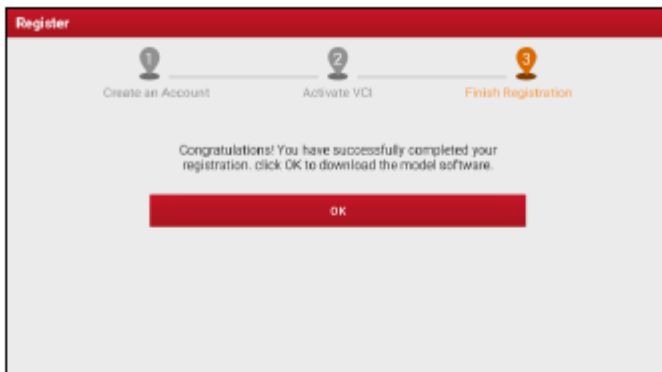 Register
1
2
3
Create an Account
Activate VCI
Finish Registration
Congratulations! You have successfully completed your
registration. click OK to download the model software.
OK